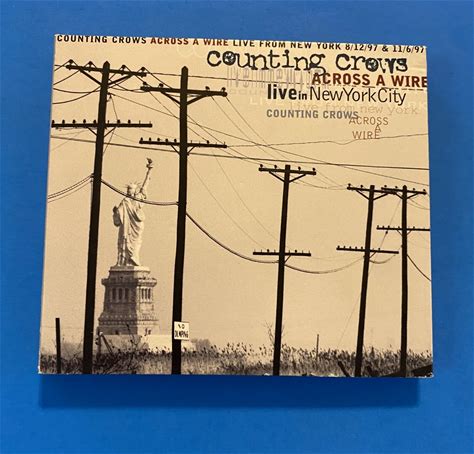 COUNTING CROWS ACROSS A WIRE LIVE FROM NEW YORK 8/12/97 & 11/6/97
counting crows
ACROSS A WIRE
live in New York City
LIVE live from new york
COUNTING CROWS ACROSS
A
WIRE
NO
DUMPING